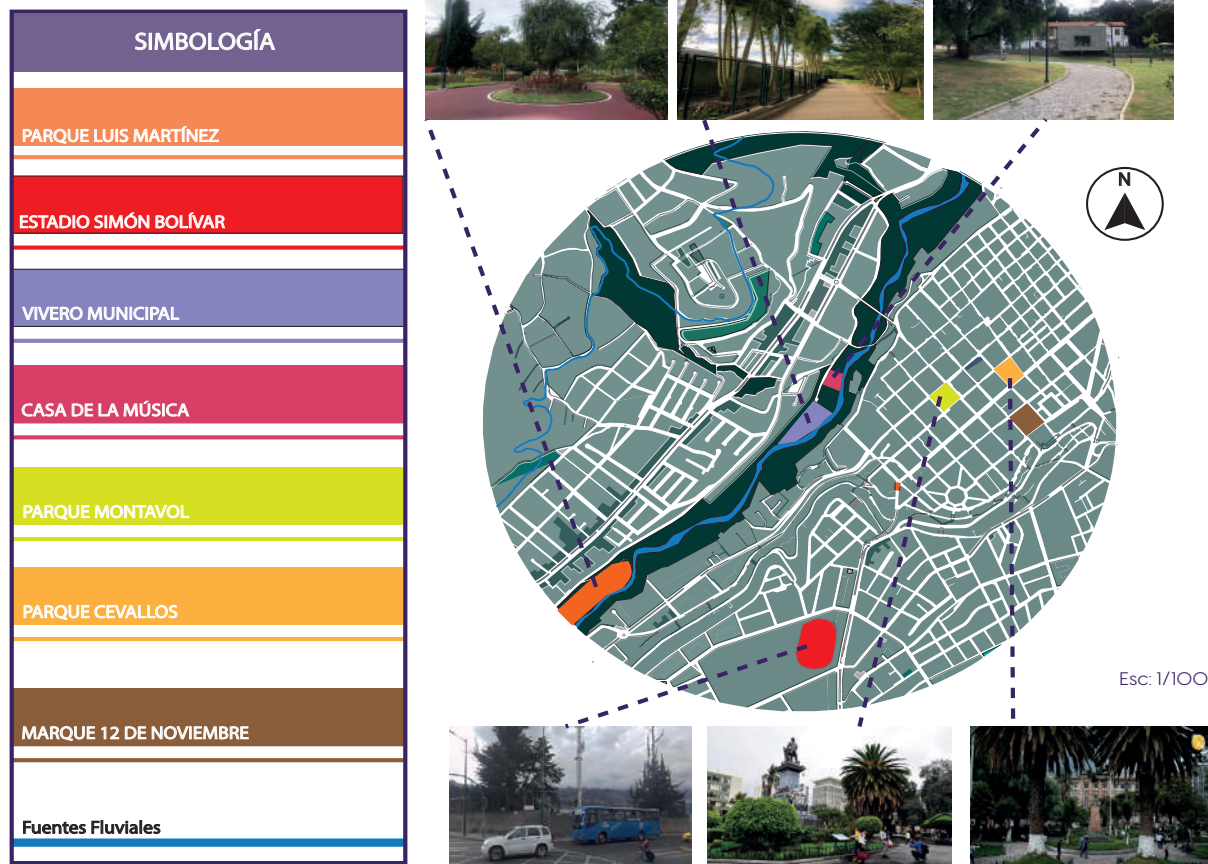 SIMBOLOGÍA
PARQUE LUIS MARTÍNEZ
ESTADIO SIMÓN BOLÍVAR
VIVERO MUNICIPAL
CASA DE LA MÚSICA
PARQUE MONTAVOL
PARQUE CEVALLOS
MARQUE 12 DE NOVIEMBRE
Fuentes Fluviales
N
Esc: 1/100